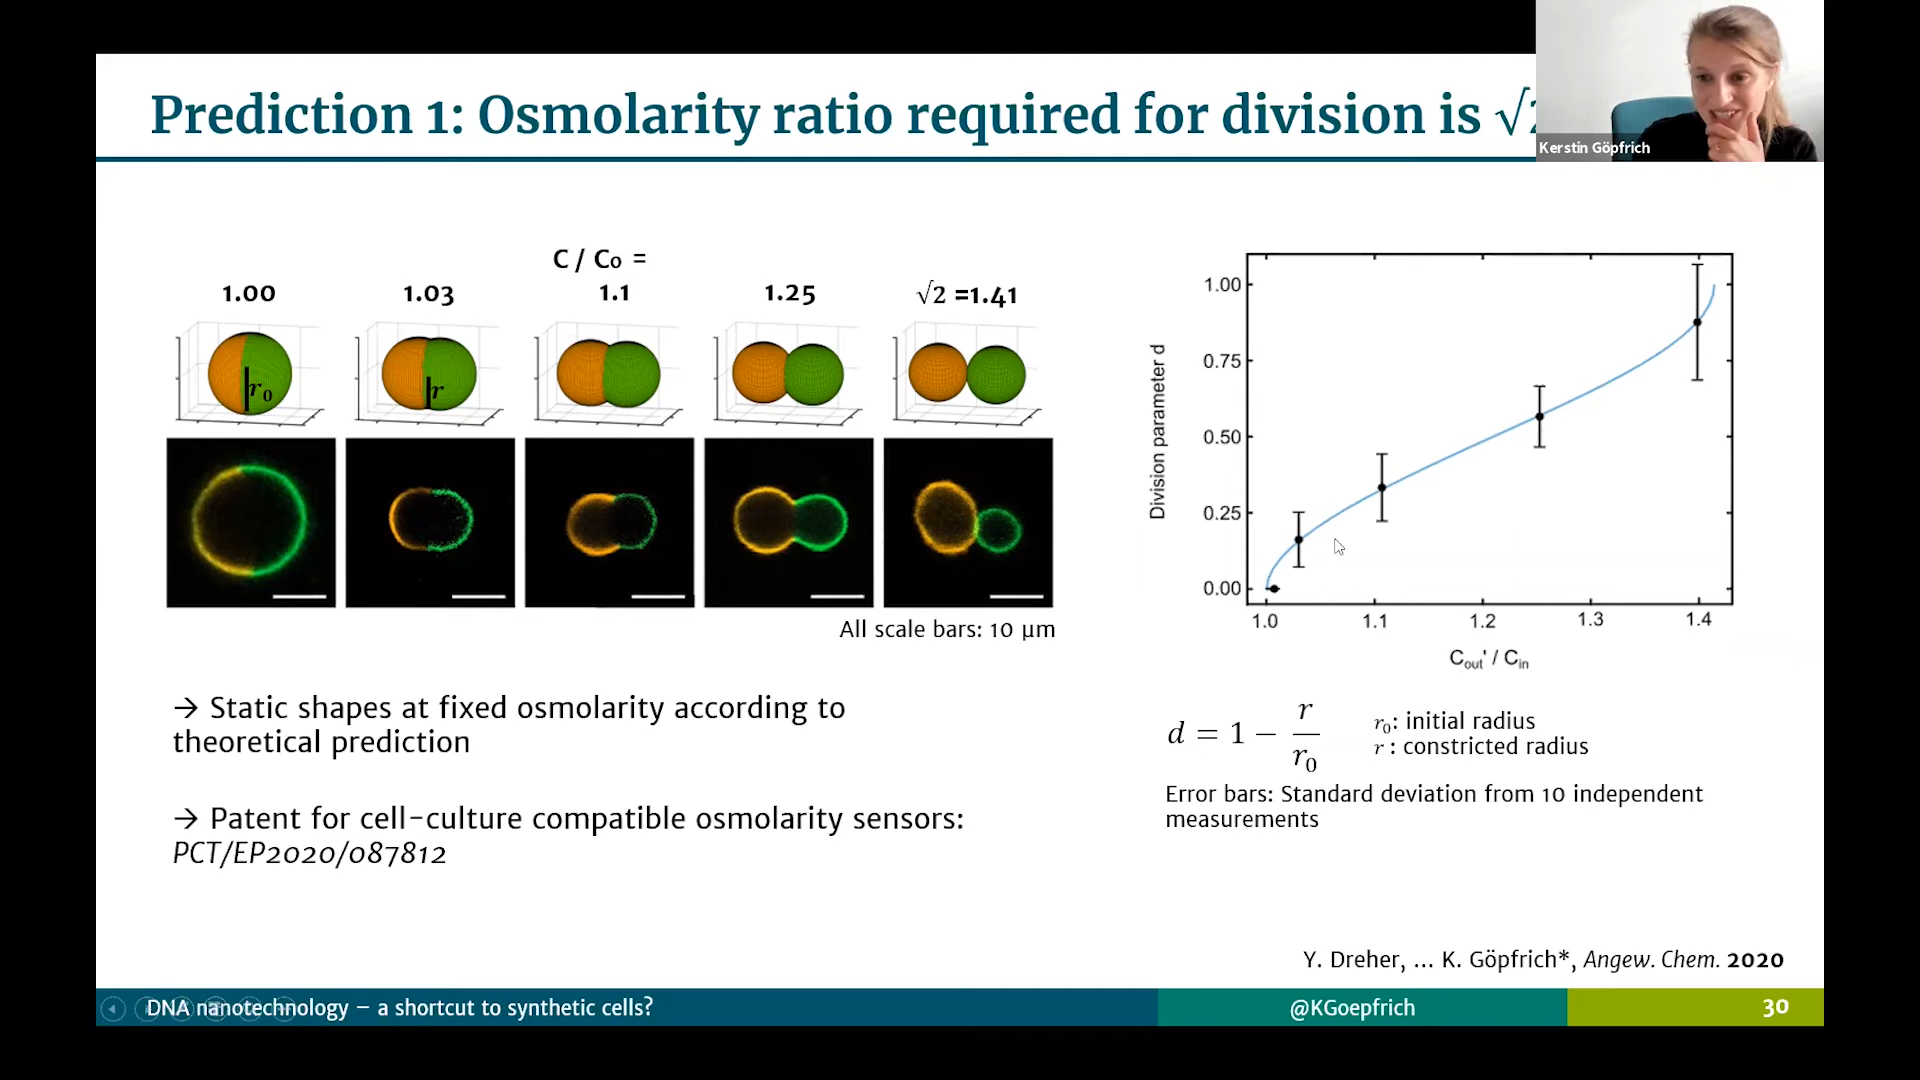 Prediction 1: Osmolarity ratio required for division is √2
Kerstin Göpfrich
C / C₀ =
1.00
1.03
1.1
1.25
√2 =1.41
r₀
r
All scale bars: 10 µm
→ Static shapes at fixed osmolarity according to
theoretical prediction
→ Patent for cell-culture compatible osmolarity sensors:
PCT/EP2020/087812
Division parameter d
1.00
0.75
0.50
0.25
0.00
1.0 1.1 1.2 1.3 1.4
Cout' / Cin
d = 1 − r / r₀
r₀: initial radius
r : constricted radius
Error bars: Standard deviation from 10 independent
measurements
Y. Dreher, ... K. Göpfrich*, Angew. Chem. 2020
DNA nanotechnology – a shortcut to synthetic cells?
@KGoepfrich
30